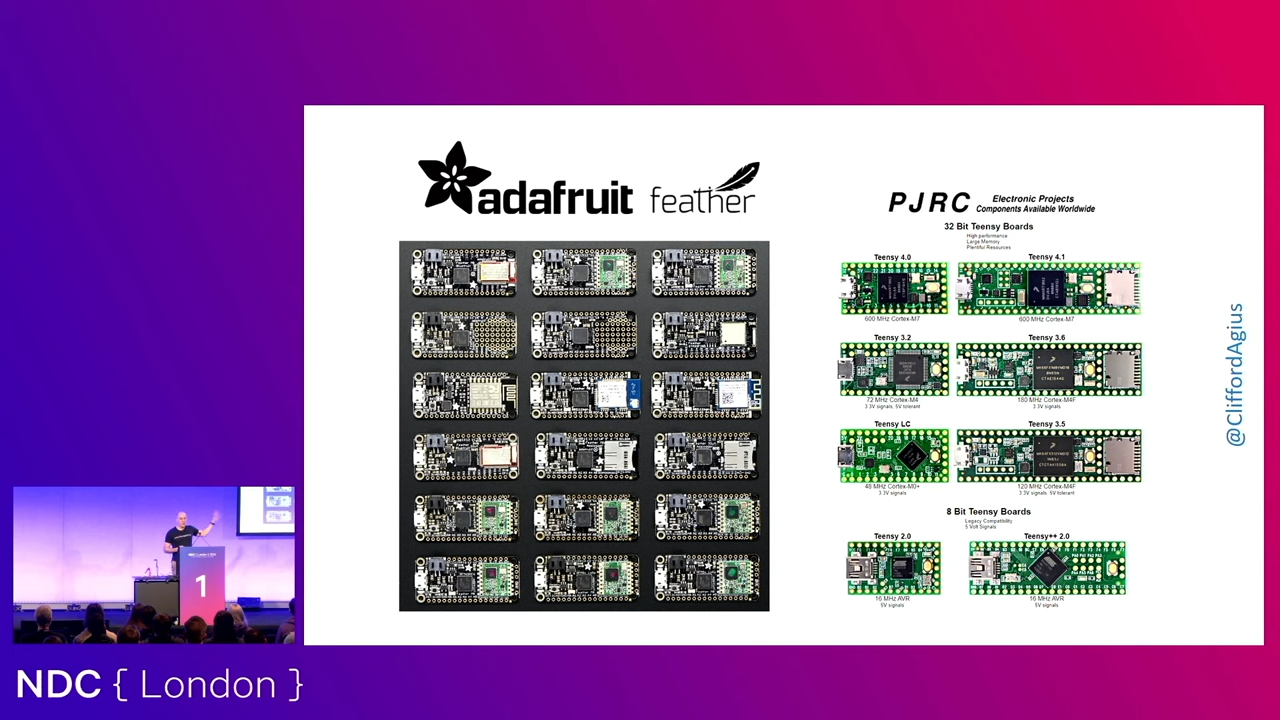 adafruit feather
PJRC
Electronic Projects
Components Available Worldwide
32 Bit Teensy Boards
High performance
Large Memory
Plentiful Resources
Teensy 4.0
Teensy 4.1
600 MHz Cortex-M7
600 MHz Cortex-M7
Teensy 3.2
Teensy 3.6
72 MHz Cortex-M4
3.3V signals, 5V tolerant
180 MHz Cortex-M4F
3.3V signals
Teensy LC
Teensy 3.5
48 MHz Cortex-M0+
3.3V signals
120 MHz Cortex-M4F
3.3V signals, 5V tolerant
8 Bit Teensy Boards
Legacy Compatibility
5 Volt Signals
Teensy 2.0
Teensy++ 2.0
16 MHz AVR
5V signals
16 MHz AVR
5V signals
@CliffordAgius
1
NDC { London }